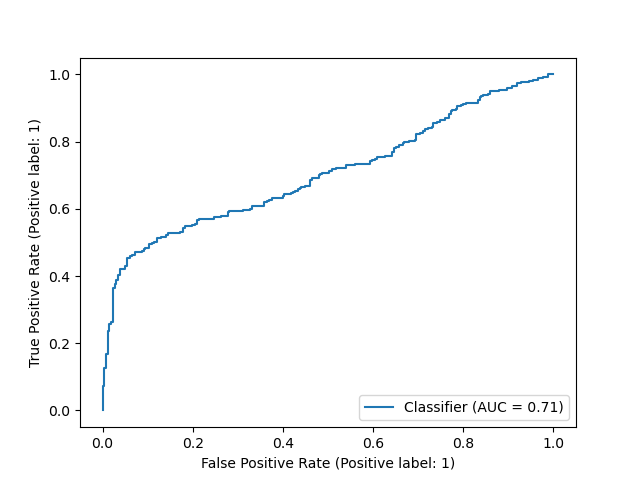 1.0
0.8
0.6
0.4
0.2
0.0
True Positive Rate (Positive label: 1)
Classifier (AUC = 0.71)
0.0 0.2 0.4 0.6 0.8 1.0
False Positive Rate (Positive label: 1)